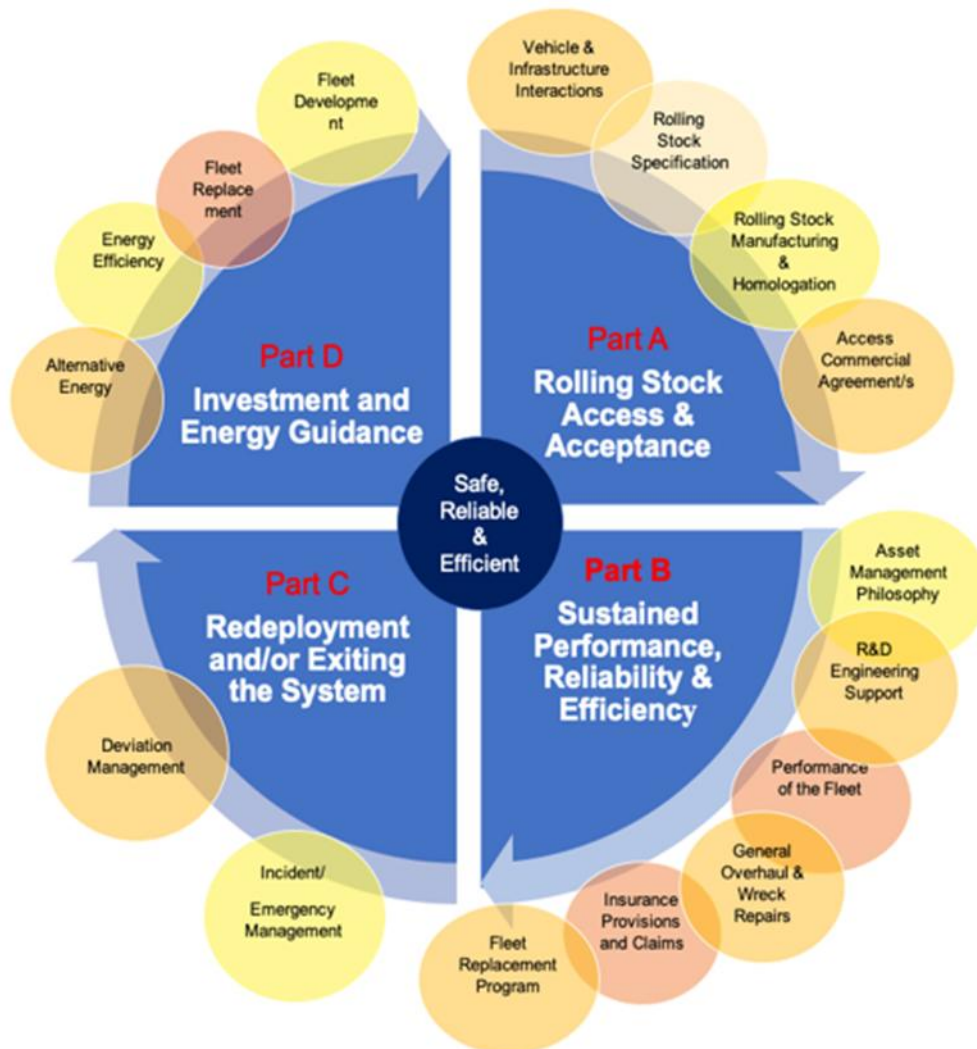 Vehicle &
Infrastructure
Interactions
Rolling
Stock
Specification
Rolling Stock
Manufacturing
&
Homologation
Access
Commercial
Agreement/s
Part A
Rolling Stock
Access &
Acceptance
Fleet
Developme
nt
Fleet
Replace
ment
Energy
Efficiency
Alternative
Energy
Part D
Investment and
Energy Guidance
Safe,
Reliable
&
Efficient
Part B
Sustained
Performance,
Reliability &
Efficiency
Asset
Management
Philosophy
R&D
Engineering
Support
Performance
of the Fleet
General
Overhaul &
Wreck
Repairs
Insurance
Provisions
and Claims
Fleet
Replacement
Program
Part C
Redeployment
and/or Exiting
the System
Deviation
Management
Incident/
Emergency
Management